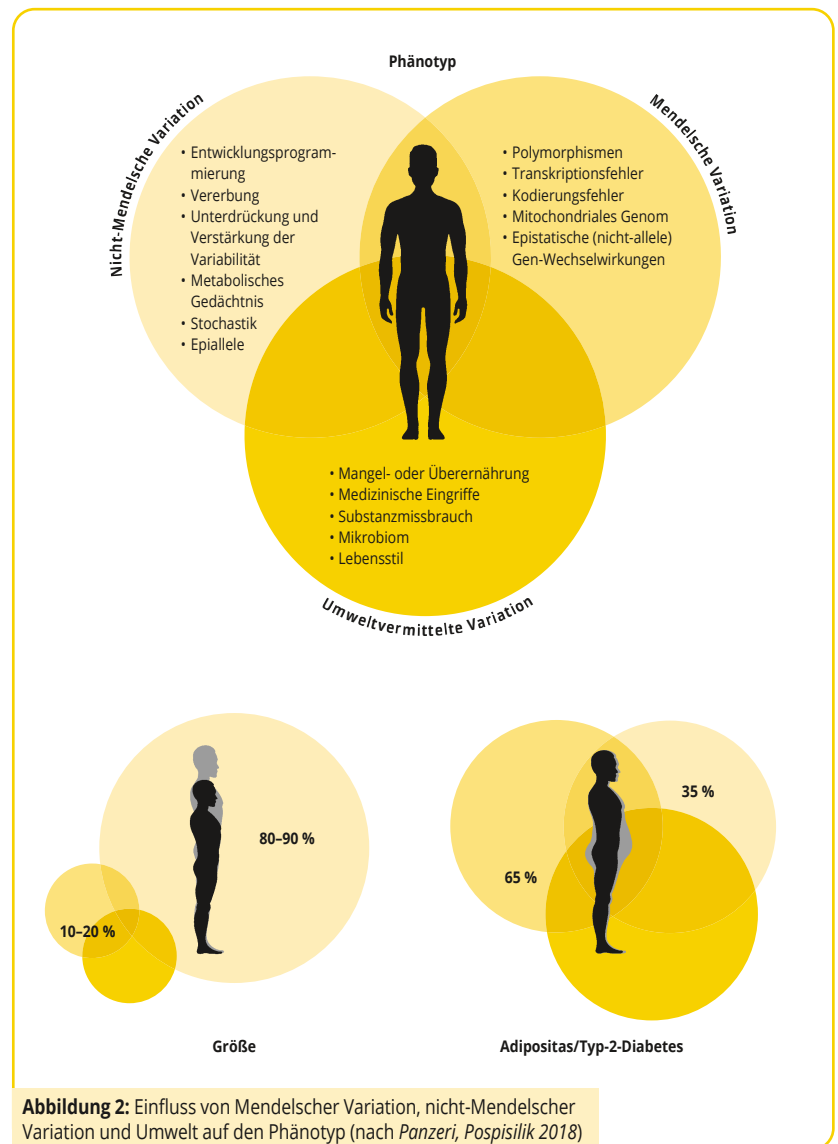 Phänotyp
Nicht-Mendelsche Variation
• Entwicklungsprogram-
mierung
• Vererbung
• Unterdrückung und
Verstärkung der
Variabilität
• Metabolisches
Gedächtnis
• Stochastik
• Epiallele
Mendelsche Variation
• Polymorphismen
• Transkriptionsfehler
• Kodierungsfehler
• Mitochondriales Genom
• Epistatische (nicht-allele)
Gen-Wechselwirkungen
• Mangel- oder Überernährung
• Medizinische Eingriffe
• Substanzmissbrauch
• Mikrobiom
• Lebensstil
Umweltvermittelte Variation
80–90 %
10–20 %
Größe
35 %
65 %
Adipositas/Typ-2-Diabetes
Abbildung 2: Einfluss von Mendelscher Variation, nicht-Mendelscher
Variation und Umwelt auf den Phänotyp (nach Panzeri, Pospisilik 2018)